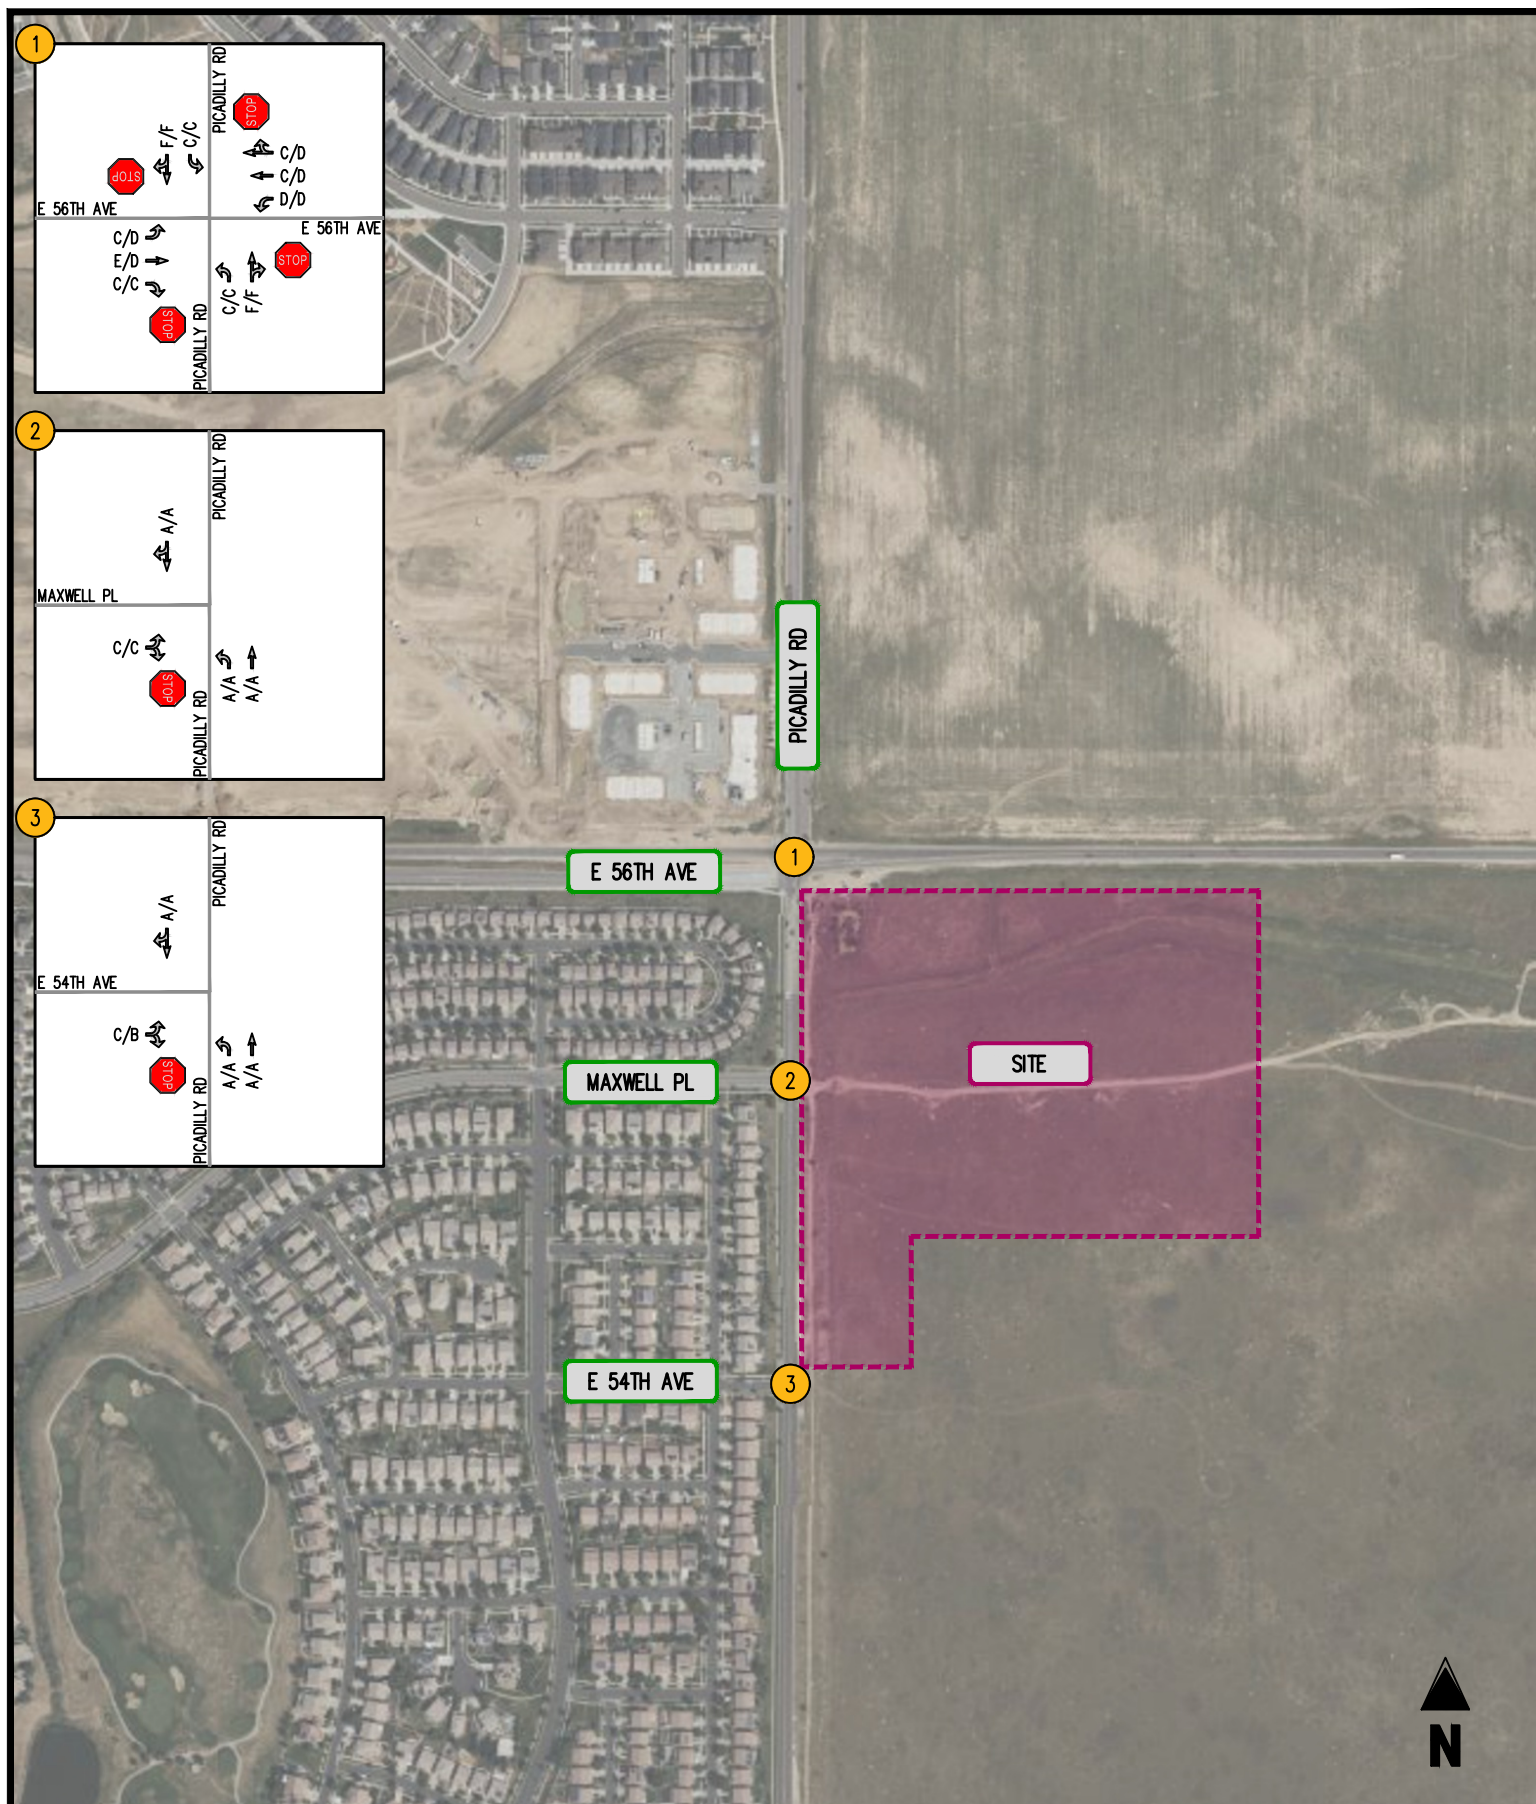 1
PICADILLY RD
STOP
F/F
C/C
STOP
C/D
C/D
D/D
E 56TH AVE
E 56TH AVE
C/D
E/D
C/C
STOP
C/C
F/F
STOP
PICADILLY RD
2
PICADILLY RD
A/A
MAXWELL PL
C/C
STOP
A/A
A/A
PICADILLY RD
3
PICADILLY RD
A/A
E 54TH AVE
C/B
STOP
A/A
A/A
PICADILLY RD
PICADILLY RD
E 56TH AVE
1
MAXWELL PL
2
SITE
E 54TH AVE
3
N